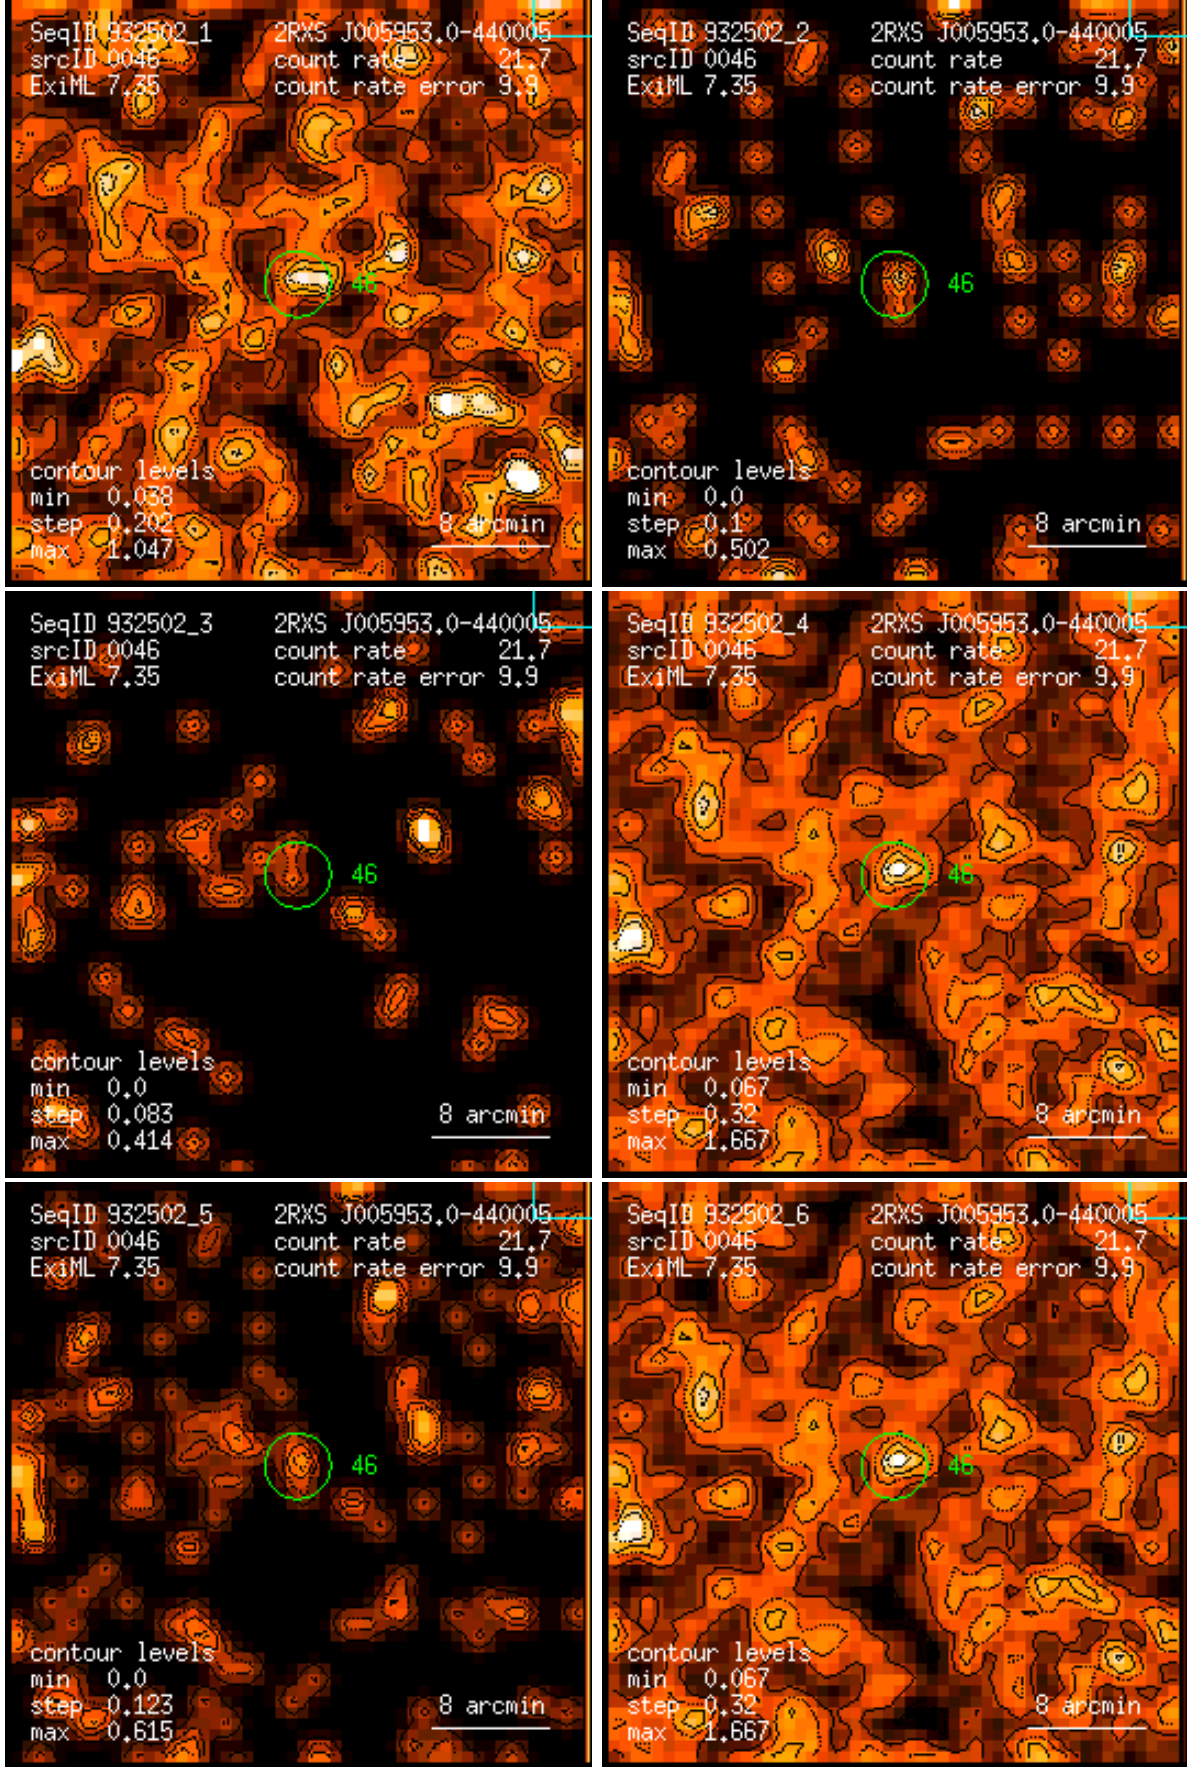 SeqID 932502_1 2RXS J005953.0-440005
srcID 0046 count rate 21.7
ExiML 7.35 count rate error 9.9
46
contour levels
min 0.038
step 0.202
max 1.047
8 arcmin
SeqID 932502_2 2RXS J005953.0-440005
srcID 0046 count rate 21.7
ExiML 7.35 count rate error 9.9
46
contour levels
min 0.0
step 0.1
max 0.502
8 arcmin
SeqID 932502_3 2RXS J005953.0-440005
srcID 0046 count rate 21.7
ExiML 7.35 count rate error 9.9
46
contour levels
min 0.0
step 0.083
max 0.414
8 arcmin
SeqID 932502_4 2RXS J005953.0-440005
srcID 0046 count rate 21.7
ExiML 7.35 count rate error 9.9
46
contour levels
min 0.067
step 0.32
max 1.667
8 arcmin
SeqID 932502_5 2RXS J005953.0-440005
srcID 0046 count rate 21.7
ExiML 7.35 count rate error 9.9
46
contour levels
min 0.0
step 0.123
max 0.615
8 arcmin
SeqID 932502_6 2RXS J005953.0-440005
srcID 0046 count rate 21.7
ExiML 7.35 count rate error 9.9
46
contour levels
min 0.067
step 0.32
max 1.667
8 arcmin